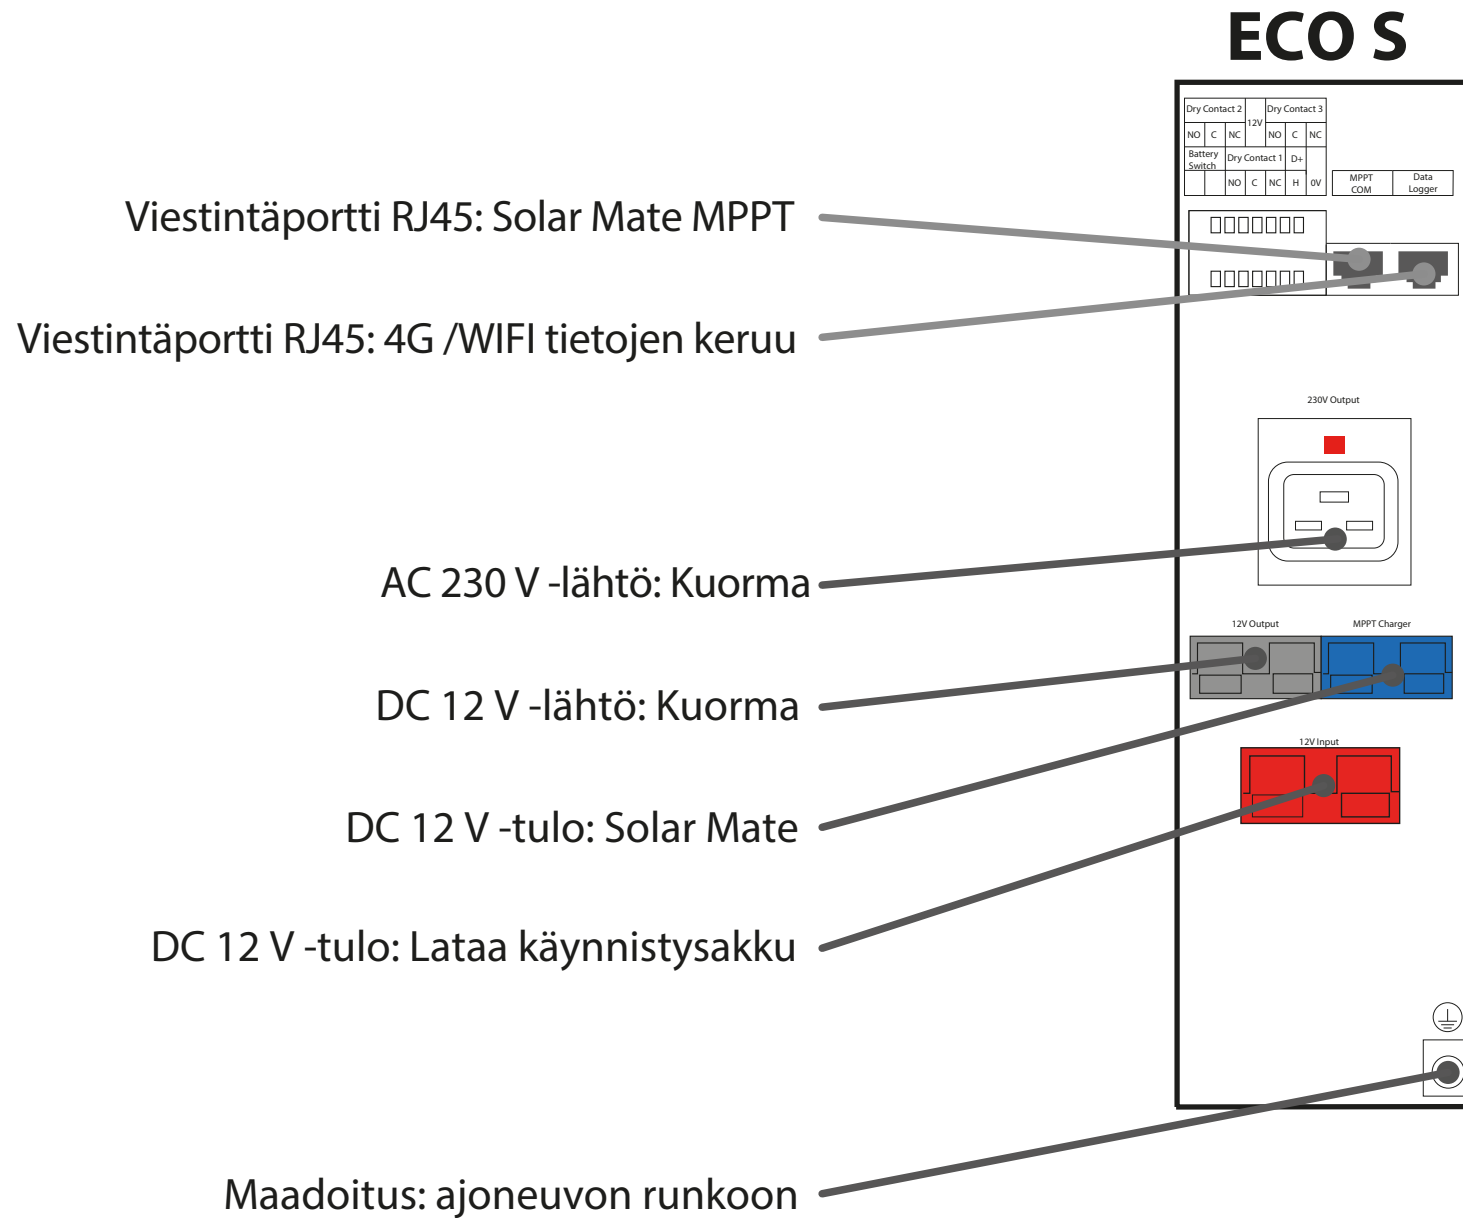 ECO S
Dry Contact 2 12V Dry Contact 3
NO C NC NO C NC
Battery Switch Dry Contact 1 D+
NO C NC H 0V
MPPT COM
Data Logger
Viestintäportti RJ45: Solar Mate MPPT
Viestintäportti RJ45: 4G /WIFI tietojen keruu
230V Output
AC 230 V -lähtö: Kuorma
12V Output MPPT Charger
DC 12 V -lähtö: Kuorma
12V Input
DC 12 V -tulo: Solar Mate
DC 12 V -tulo: Lataa käynnistysakku
Maadoitus: ajoneuvon runkoon